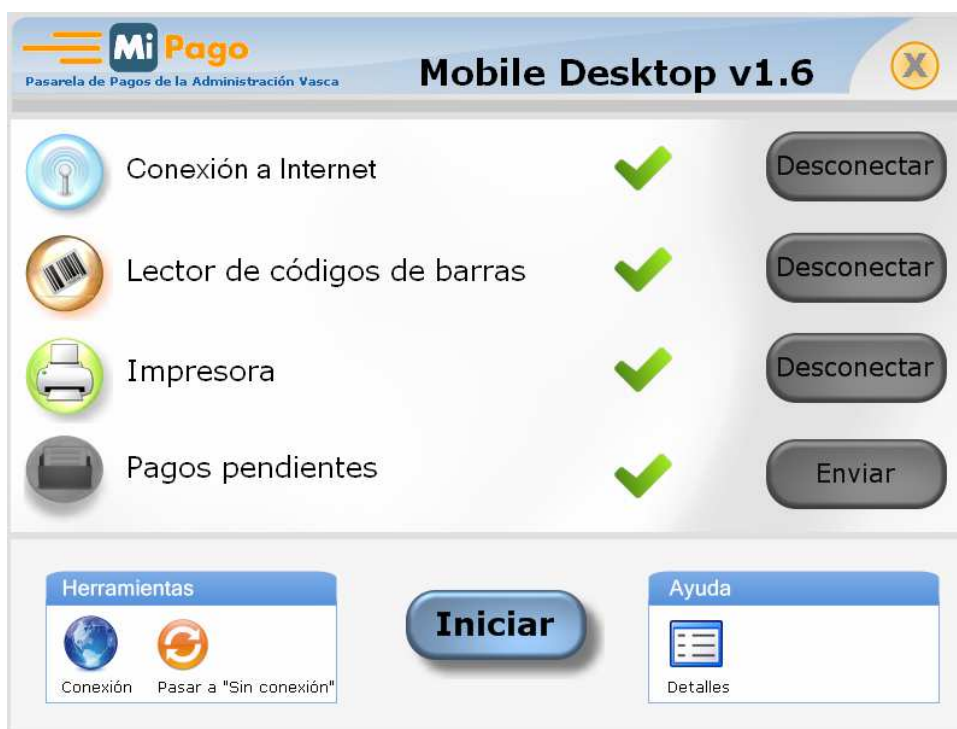 Mi Pago
Pasarela de Pagos de la Administración Vasca
Mobile Desktop v1.6
X
Conexión a Internet
Desconectar
Lector de códigos de barras
Desconectar
Impresora
Desconectar
Pagos pendientes
Enviar
Herramientas
Conexión
Pasar a "Sin conexión"
Iniciar
Ayuda
Detalles